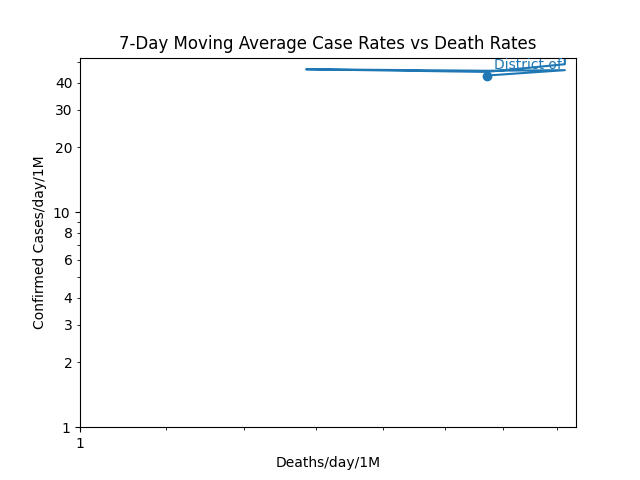 7-Day Moving Average Case Rates vs Death Rates
District of
40
30
20
10
8
6
4
3
2
1
Confirmed Cases/day/1M
1
Deaths/day/1M